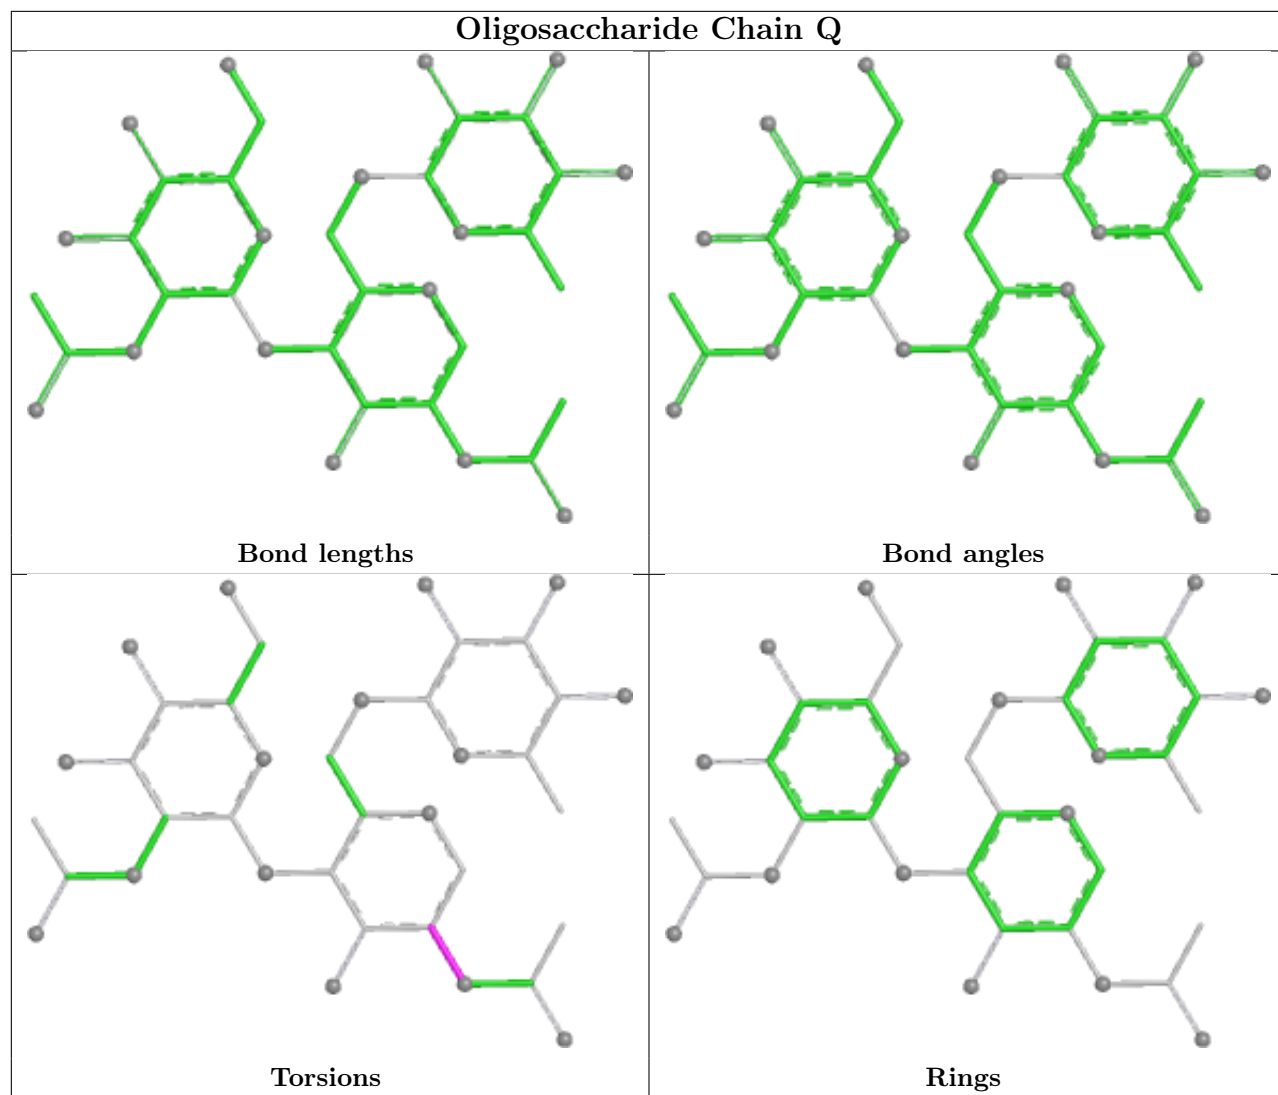 Oligosaccharide Chain Q
Bond lengths
Bond angles
Torsions
Rings